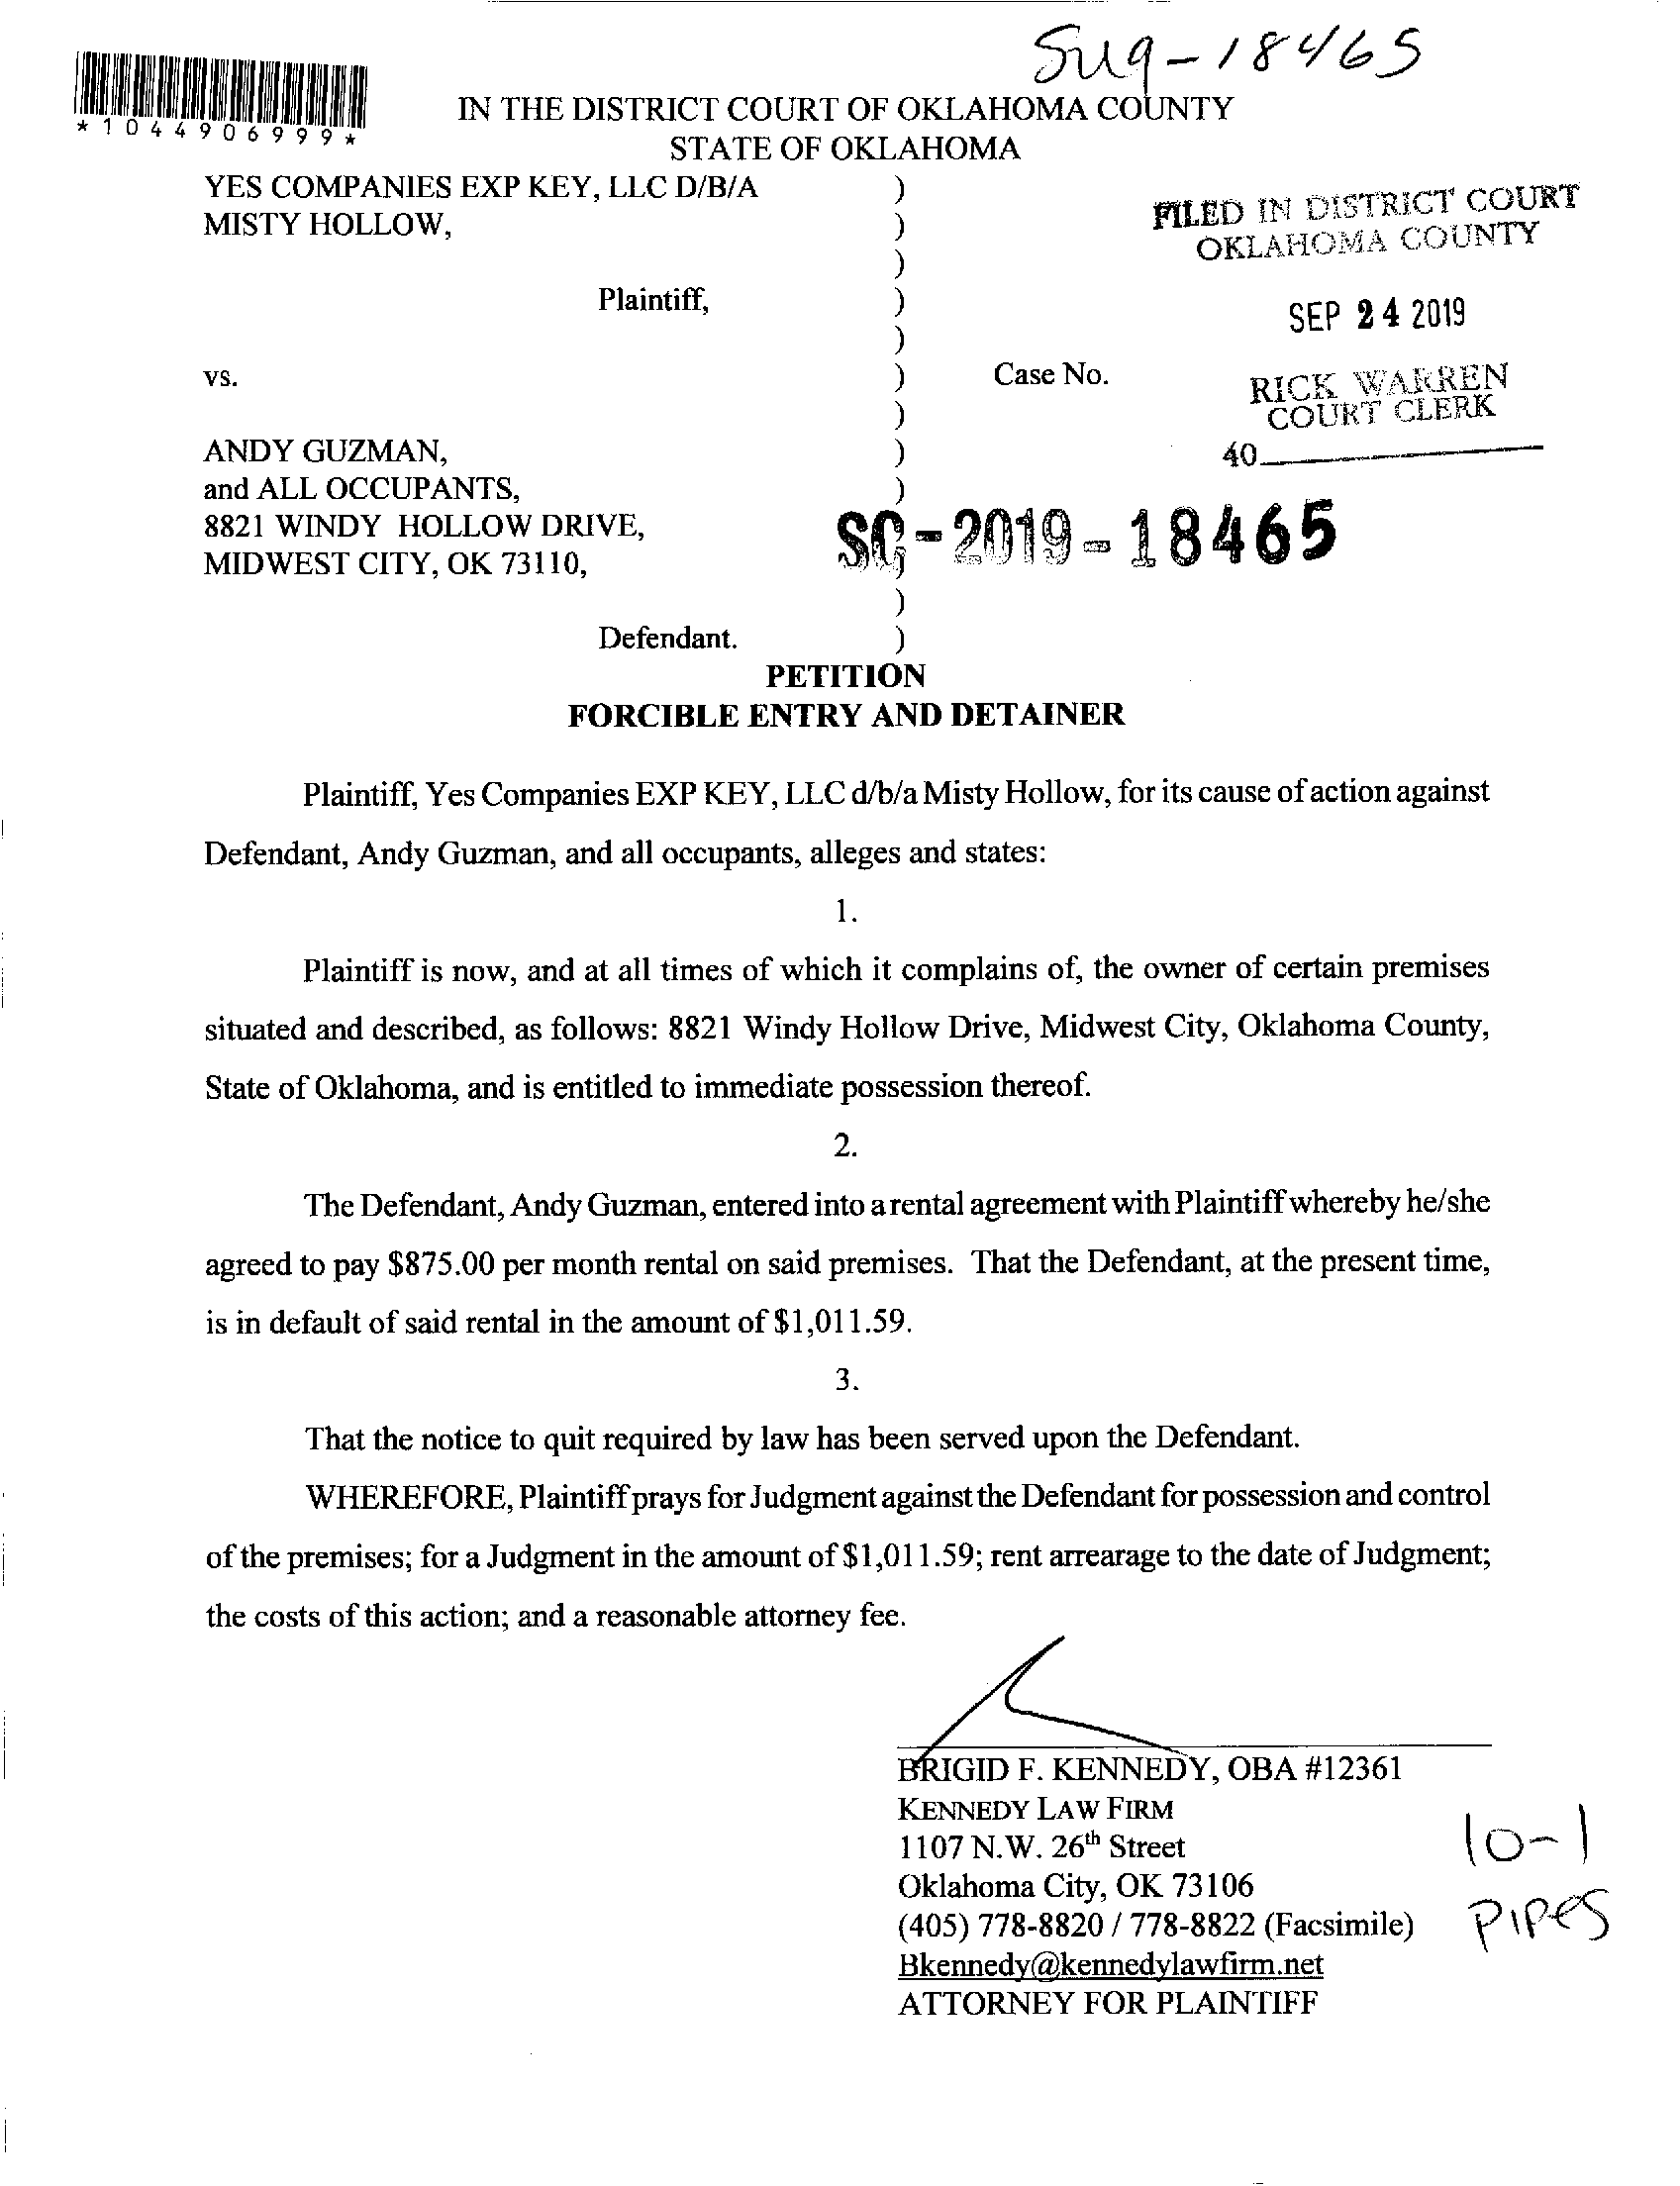 Suq-18465
*1044906999*
IN THE DISTRICT COURT OF OKLAHOMA COUNTY
STATE OF OKLAHOMA
YES COMPANIES EXP KEY, LLC D/B/A )
MISTY HOLLOW, )
)
Plaintiff, )
)
vs. ) Case No.
)
ANDY GUZMAN, )
and ALL OCCUPANTS, )
8821 WINDY HOLLOW DRIVE, )
MIDWEST CITY, OK 73110, )
)
Defendant. )
FILED IN DISTRICT COURT
OKLAHOMA COUNTY
SEP 24 2019
RICK WARREN
COURT CLERK
40
SC-2019-18465
PETITION
FORCIBLE ENTRY AND DETAINER
Plaintiff, Yes Companies EXP KEY, LLC d/b/a Misty Hollow, for its cause of action against
Defendant, Andy Guzman, and all occupants, alleges and states:
1.
Plaintiff is now, and at all times of which it complains of, the owner of certain premises
situated and described, as follows: 8821 Windy Hollow Drive, Midwest City, Oklahoma County,
State of Oklahoma, and is entitled to immediate possession thereof.
2.
The Defendant, Andy Guzman, entered into a rental agreement with Plaintiff whereby he/she
agreed to pay $875.00 per month rental on said premises. That the Defendant, at the present time,
is in default of said rental in the amount of $1,011.59.
3.
That the notice to quit required by law has been served upon the Defendant.
WHEREFORE, Plaintiff prays for Judgment against the Defendant for possession and control
of the premises; for a Judgment in the amount of $1,011.59; rent arrearage to the date of Judgment;
the costs of this action; and a reasonable attorney fee.
BRIGID F. KENNEDY, OBA #12361
KENNEDY LAW FIRM
1107 N.W. 26th Street
Oklahoma City, OK 73106
(405) 778-8820 / 778-8822 (Facsimile)
Bkennedy@kennedylawfirm.net
ATTORNEY FOR PLAINTIFF
10-1
PIPES